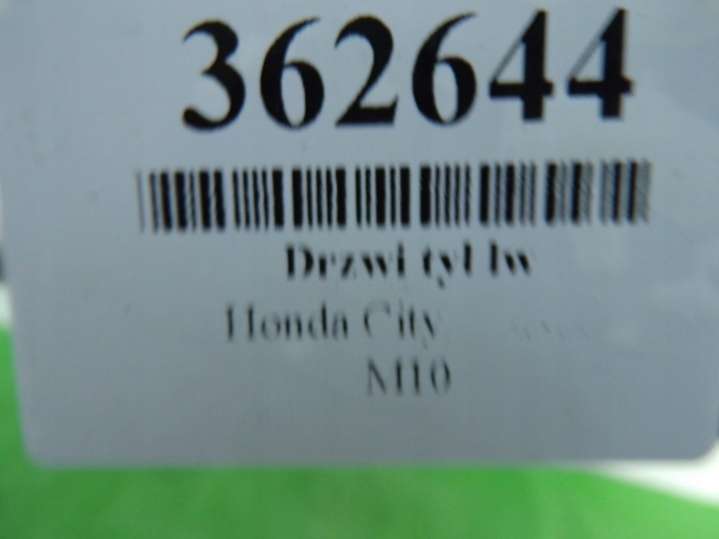 362644
Drzwi tył lw
Honda City
M10